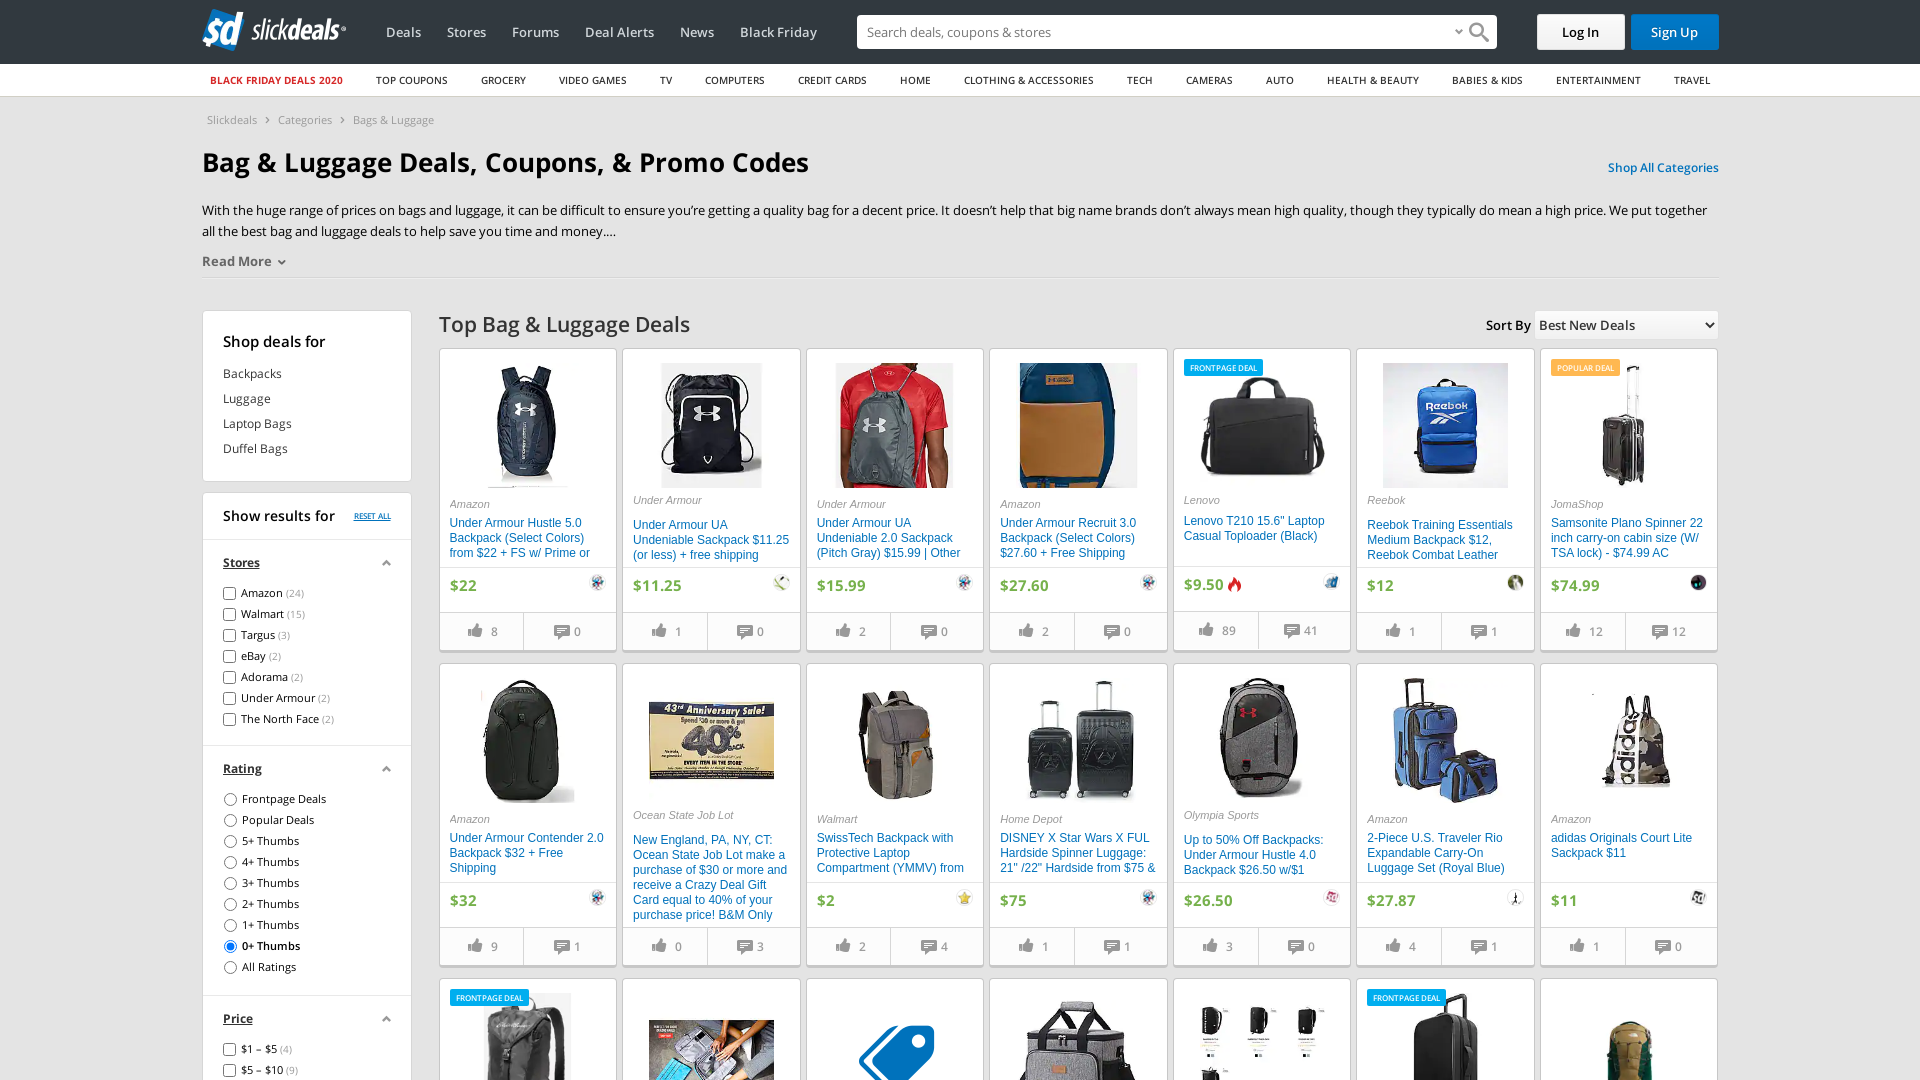 slickdeals
Deals
Stores
Forums
Deal Alerts
News
Black Friday
Search deals, coupons & stores
Log In
Sign Up
BLACK FRIDAY DEALS 2020
TOP COUPONS
GROCERY
VIDEO GAMES
TV
COMPUTERS
CREDIT CARDS
HOME
CLOTHING & ACCESSORIES
TECH
CAMERAS
AUTO
HEALTH & BEAUTY
BABIES & KIDS
ENTERTAINMENT
TRAVEL
Slickdeals > Categories > Bags & Luggage
Bag & Luggage Deals, Coupons, & Promo Codes
Shop All Categories
With the huge range of prices on bags and luggage, it can be difficult to ensure you’re getting a quality bag for a decent price. It doesn’t help that big name brands don’t always mean high quality, though they typically do mean a high price. We put together
all the best bag and luggage deals to help save you time and money....
Read More
Shop deals for
Backpacks
Luggage
Laptop Bags
Duffel Bags
Show results for
RESET ALL
Stores
Amazon (24)
Walmart (15)
Targus (3)
eBay (2)
Adorama (2)
Under Armour (2)
The North Face (2)
Rating
Frontpage Deals
Popular Deals
5+ Thumbs
4+ Thumbs
3+ Thumbs
2+ Thumbs
1+ Thumbs
0+ Thumbs
All Ratings
Price
$1 – $5 (4)
$5 – $10 (9)
Top Bag & Luggage Deals
Sort By
Best New Deals
Amazon
Under Armour Hustle 5.0
Backpack (Select Colors)
from $22 + FS w/ Prime or
$22
8
0
Under Armour
Under Armour UA
Undeniable Sackpack $11.25
(or less) + free shipping
$11.25
1
0
Under Armour
Under Armour UA
Undeniable 2.0 Sackpack
(Pitch Gray) $15.99 | Other
$15.99
2
0
Amazon
Under Armour Recruit 3.0
Backpack (Select Colors)
$27.60 + Free Shipping
$27.60
2
0
FRONTPAGE DEAL
Lenovo
Lenovo T210 15.6" Laptop
Casual Toploader (Black)
$9.50
89
41
Reebok
Reebok
Reebok Training Essentials
Medium Backpack $12,
Reebok Combat Leather
$12
1
1
POPULAR DEAL
JomaShop
Samsonite Plano Spinner 22
inch carry-on cabin size (W/
TSA lock) - $74.99 AC
$74.99
12
12
Amazon
Under Armour Contender 2.0
Backpack $32 + Free
Shipping
$32
9
1
43rd Anniversary Sale!
Spend $30 or more & get
40%
BACK
EVERY ITEM IN THE STORE
Ocean State Job Lot
New England, PA, NY, CT:
Ocean State Job Lot make a
purchase of $30 or more and
receive a Crazy Deal Gift
Card equal to 40% of your
purchase price! B&M Only
0
3
Walmart
SwissTech Backpack with
Protective Laptop
Compartment (YMMV) from
$2
2
4
Home Depot
DISNEY X Star Wars X FUL
Hardside Spinner Luggage:
21" /22" Hardside from $75 &
$75
1
1
Olympia Sports
Up to 50% Off Backpacks:
Under Armour Hustle 4.0
Backpack $26.50 w/$1
$26.50
3
0
Amazon
2-Piece U.S. Traveler Rio
Expandable Carry-On
Luggage Set (Royal Blue)
$27.87
4
1
adidas
Amazon
adidas Originals Court Lite
Sackpack $11
$11
1
0
FRONTPAGE DEAL
FRONTPAGE DEAL